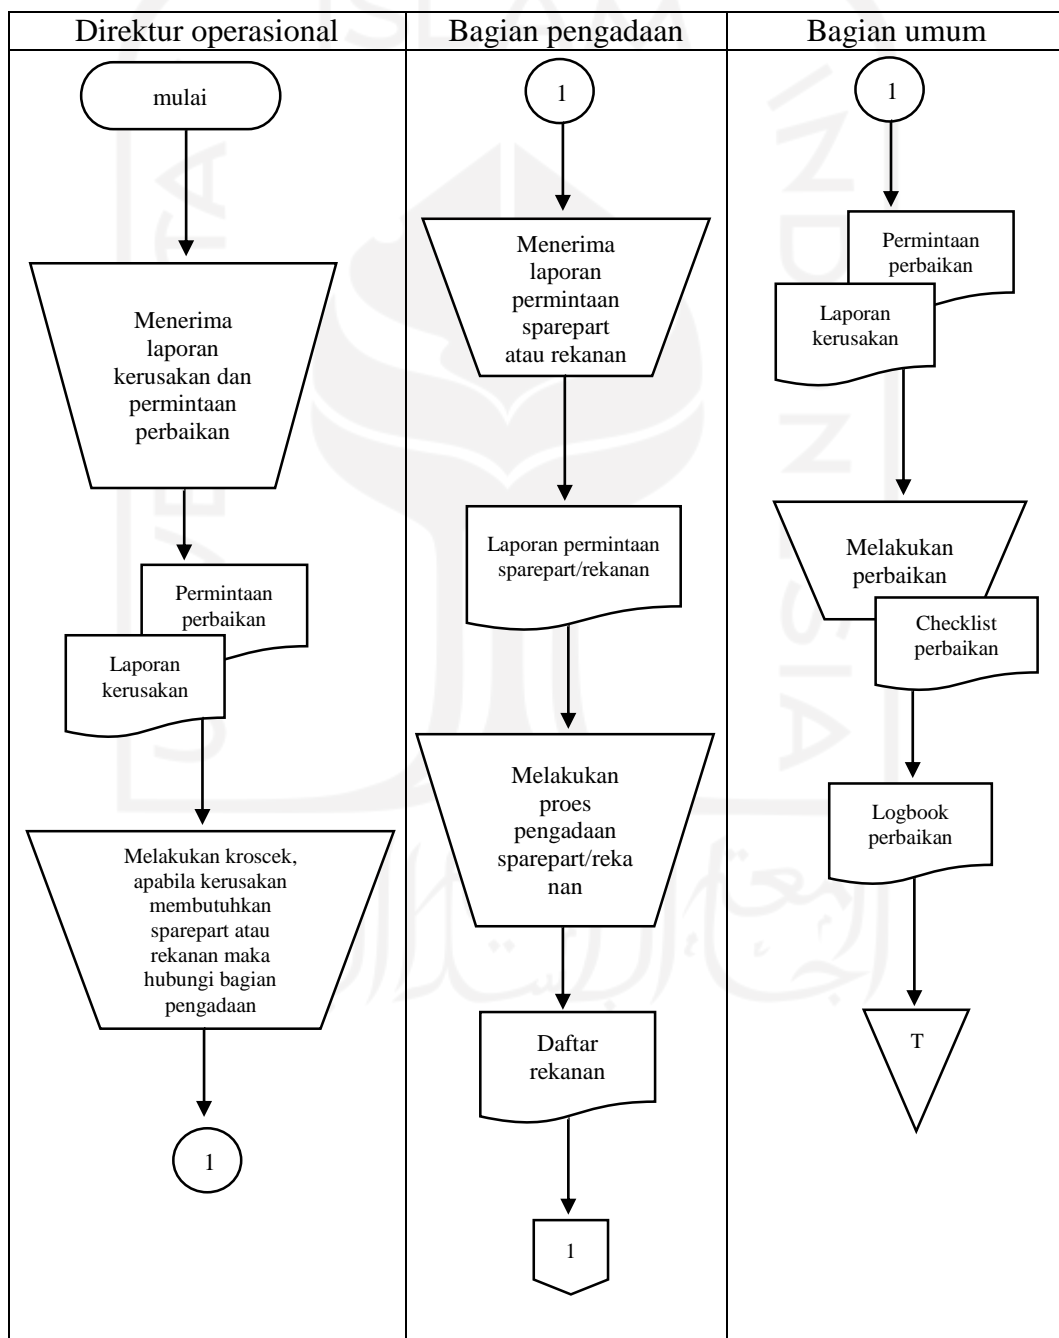 Direktur operasional
mulai
Menerima
laporan
kerusakan dan
permintaan
perbaikan
Permintaan
perbaikan
Laporan
kerusakan
Melakukan kroscek,
apabila kerusakan
membutuhkan
sparepart atau
rekanan maka
hubungi bagian
pengadaan
1
Bagian pengadaan
1
Menerima
laporan
permintaan
sparepart
atau rekanan
Laporan permintaan
sparepart/rekanan
Melakukan
proes
pengadaan
sparepart/reka
nan
Daftar
rekanan
1
Bagian umum
1
Permintaan
perbaikan
Laporan
kerusakan
Melakukan
perbaikan
Checklist
perbaikan
Logbook
perbaikan
T
ISLAM
INDONESIA